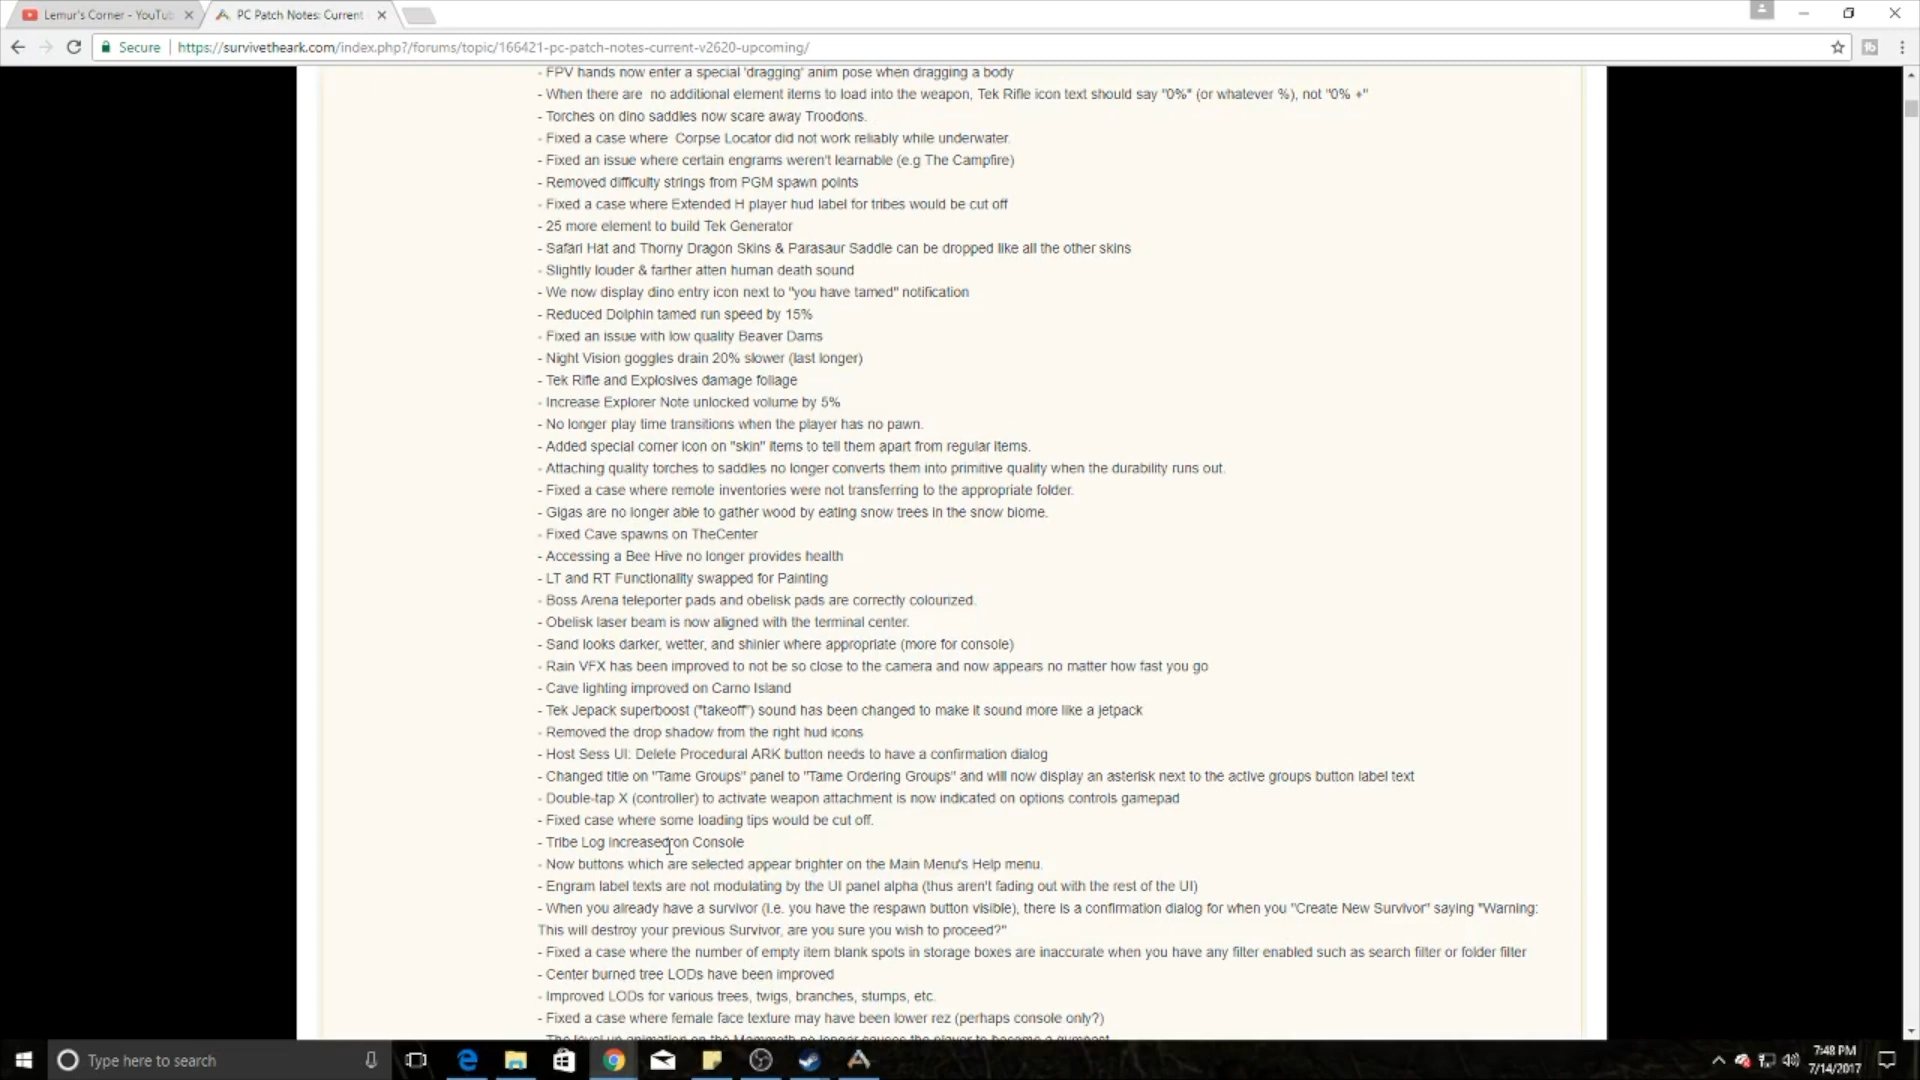 Lemur's Corner - YouTub
PC Patch Notes: Current
Secure https://survivetheark.com/index.php?/forums/topic/166421-pc-patch-notes-current-v2620-upcoming/
- FPV hands now enter a special 'dragging' anim pose when dragging a body
- When there are  no additional element items to load into the weapon, Tek Rifle icon text should say "0%" (or whatever %), not "0% +"
- Torches on dino saddles now scare away Troodons.
- Fixed a case where  Corpse Locator did not work reliably while underwater.
- Fixed an issue where certain engrams weren't learnable (e.g The Campfire)
- Removed difficulty strings from PGM spawn points
- Fixed a case where Extended H player hud label for tribes would be cut off
- 25 more element to build Tek Generator
- Safari Hat and Thorny Dragon Skins & Parasaur Saddle can be dropped like all the other skins
- Slightly louder & farther atten human death sound
- We now display dino entry icon next to "you have tamed" notification
- Reduced Dolphin tamed run speed by 15%
- Fixed an issue with low quality Beaver Dams
- Night Vision goggles drain 20% slower (last longer)
- Tek Rifle and Explosives damage foliage
- Increase Explorer Note unlocked volume by 5%
- No longer play time transitions when the player has no pawn.
- Added special corner icon on "skin" items to tell them apart from regular items.
- Attaching quality torches to saddles no longer converts them into primitive quality when the durability runs out.
- Fixed a case where remote inventories were not transferring to the appropriate folder.
- Gigas are no longer able to gather wood by eating snow trees in the snow biome.
- Fixed Cave spawns on TheCenter
- Accessing a Bee Hive no longer provides health
- LT and RT Functionality swapped for Painting
- Boss Arena teleporter pads and obelisk pads are correctly colourized.
- Obelisk laser beam is now aligned with the terminal center.
- Sand looks darker, wetter, and shinier where appropriate (more for console)
- Rain VFX has been improved to not be so close to the camera and now appears no matter how fast you go
- Cave lighting improved on Carno Island
- Tek Jepack superboost ("takeoff") sound has been changed to make it sound more like a jetpack
- Removed the drop shadow from the right hud icons
- Host Sess UI: Delete Procedural ARK button needs to have a confirmation dialog
- Changed title on "Tame Groups" panel to "Tame Ordering Groups" and will now display an asterisk next to the active groups button label text
- Double-tap X (controller) to activate weapon attachment is now indicated on options controls gamepad
- Fixed case where some loading tips would be cut off.
- Tribe Log increased on Console
- Now buttons which are selected appear brighter on the Main Menu's Help menu.
- Engram label texts are not modulating by the UI panel alpha (thus aren't fading out with the rest of the UI)
- When you already have a survivor (i.e. you have the respawn button visible), there is a confirmation dialog for when you "Create New Survivor" saying "Warning:
This will destroy your previous Survivor, are you sure you wish to proceed?"
- Fixed a case where the number of empty item blank spots in storage boxes are inaccurate when you have any filter enabled such as search filter or folder filter
- Center burned tree LODs have been improved
- Improved LODs for various trees, twigs, branches, stumps, etc.
- Fixed a case where female face texture may have been lower rez (perhaps console only?)
Type here to search
7:48 PM
7/14/2017